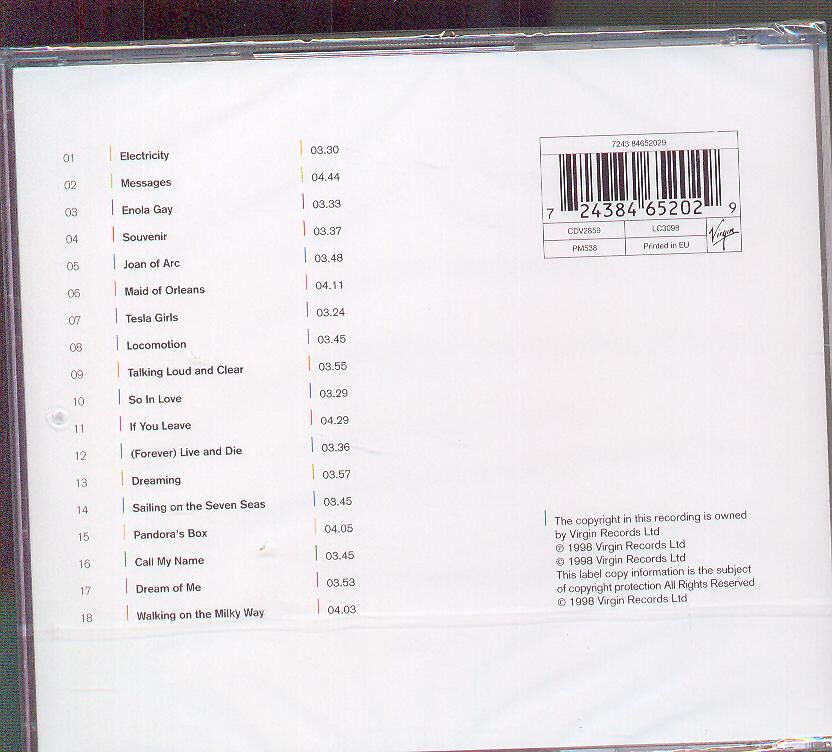 01 Electricity 03.30
02 Messages 04.44
03 Enola Gay 03.33
04 Souvenir 03.37
05 Joan of Arc 03.48
06 Maid of Orleans 04.11
07 Tesla Girls 03.24
08 Locomotion 03.45
09 Talking Loud and Clear 03.55
10 So In Love 03.29
11 If You Leave 04.29
12 (Forever) Live and Die 03.36
13 Dreaming 03.57
14 Sailing on the Seven Seas 03.45
15 Pandora's Box 04.05
16 Call My Name 03.45
17 Dream of Me 03.53
18 Walking on the Milky Way 04.03
7243 84652029
7 24384 65202 9
CDV2859 LC3098
PM538 Printed in EU
Virgin
The copyright in this recording is owned
by Virgin Records Ltd
℗ 1998 Virgin Records Ltd
© 1998 Virgin Records Ltd
This label copy information is the subject
of copyright protection All Rights Reserved
© 1998 Virgin Records Ltd